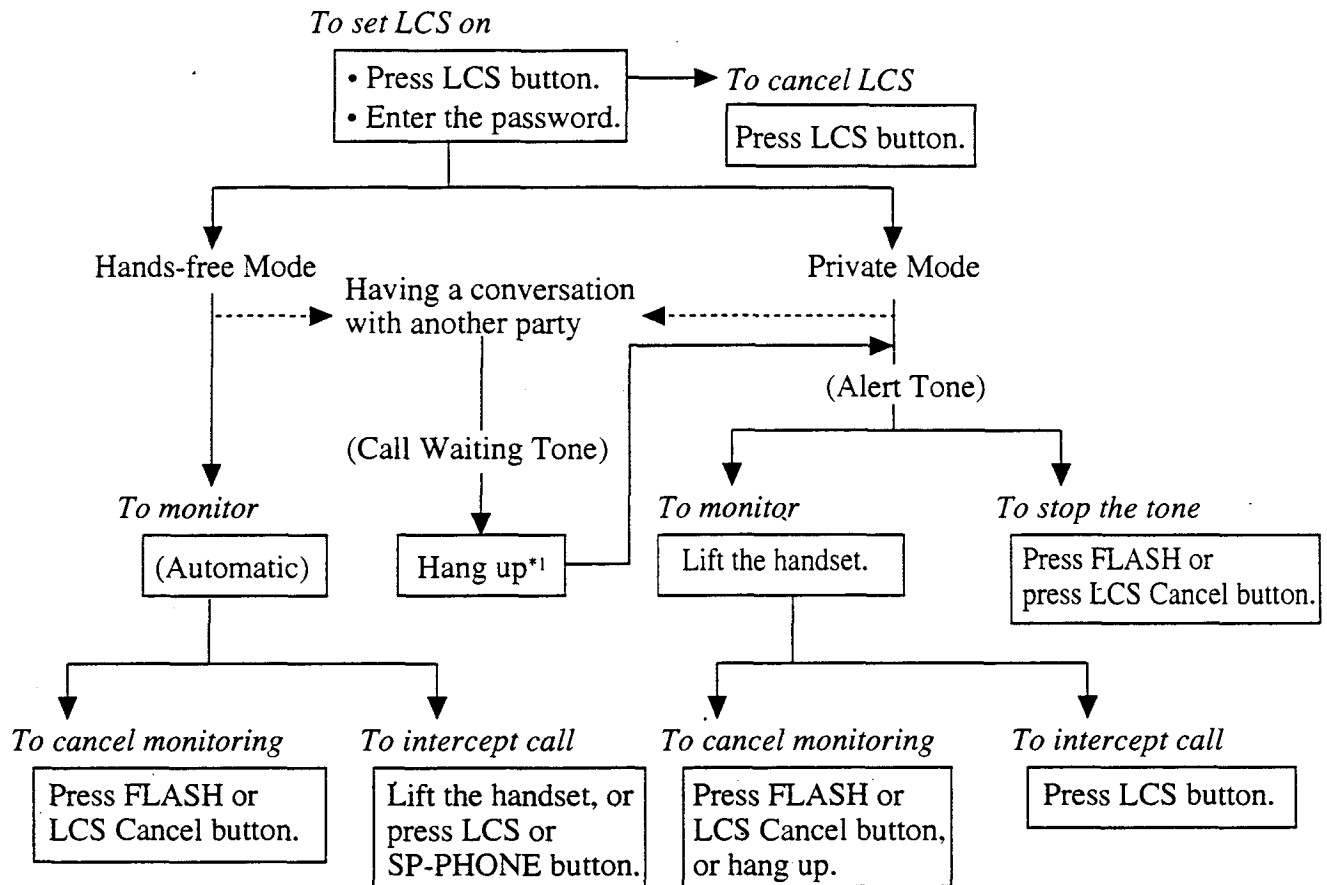 To set LCS on
• Press LCS button.
• Enter the password.
To cancel LCS
Press LCS button.
Hands-free Mode
Private Mode
Having a conversation
with another party
(Alert Tone)
(Call Waiting Tone)
To monitor
(Automatic)
Hang up*1
To monitor
Lift the handset.
To stop the tone
Press FLASH or
press LCS Cancel button.
To cancel monitoring
Press FLASH or
LCS Cancel button.
To intercept call
Lift the handset, or
press LCS or
SP-PHONE button.
To cancel monitoring
Press FLASH or
LCS Cancel button,
or hang up.
To intercept call
Press LCS button.